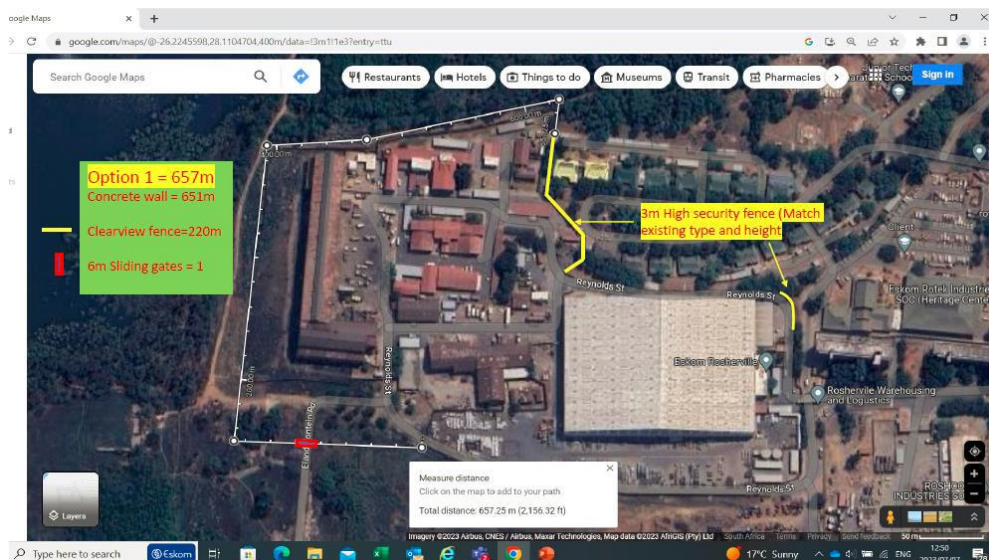 oogle Maps
google.com/maps/@-26.2245598,28.1104704,400m/data=!3m1!1e3?entry=ttu
Search Google Maps
Restaurants
Hotels
Things to do
Museums
Transit
Pharmacies
Sign in
Option 1 = 657m
Concrete wall = 651m
Clearview fence=220m
6m Sliding gates = 1
3m High security fence (Match
existing type and height
Client
Reynolds St
Reynolds St
Eskom Rotek Industrie
SOC (Heritage Cente
Reynolds St
Eskom Rosherville
Roshervile Warehousing
and Logustics
Measure distance
Click on the map to add to your path
Total distance: 657.25 m (2,156.32 ft)
Reynolds St
INDUSTRIES SO
Layers
Imagery ©2023 Airbus, CNES / Airbus, Maxar Technologies, Map data ©2023 AfriGIS (Pty) Ltd
South Africa
Terms
Privacy
Send feedback
50 m
Type here to search
Eskom
17°C Sunny
ENG
12:50